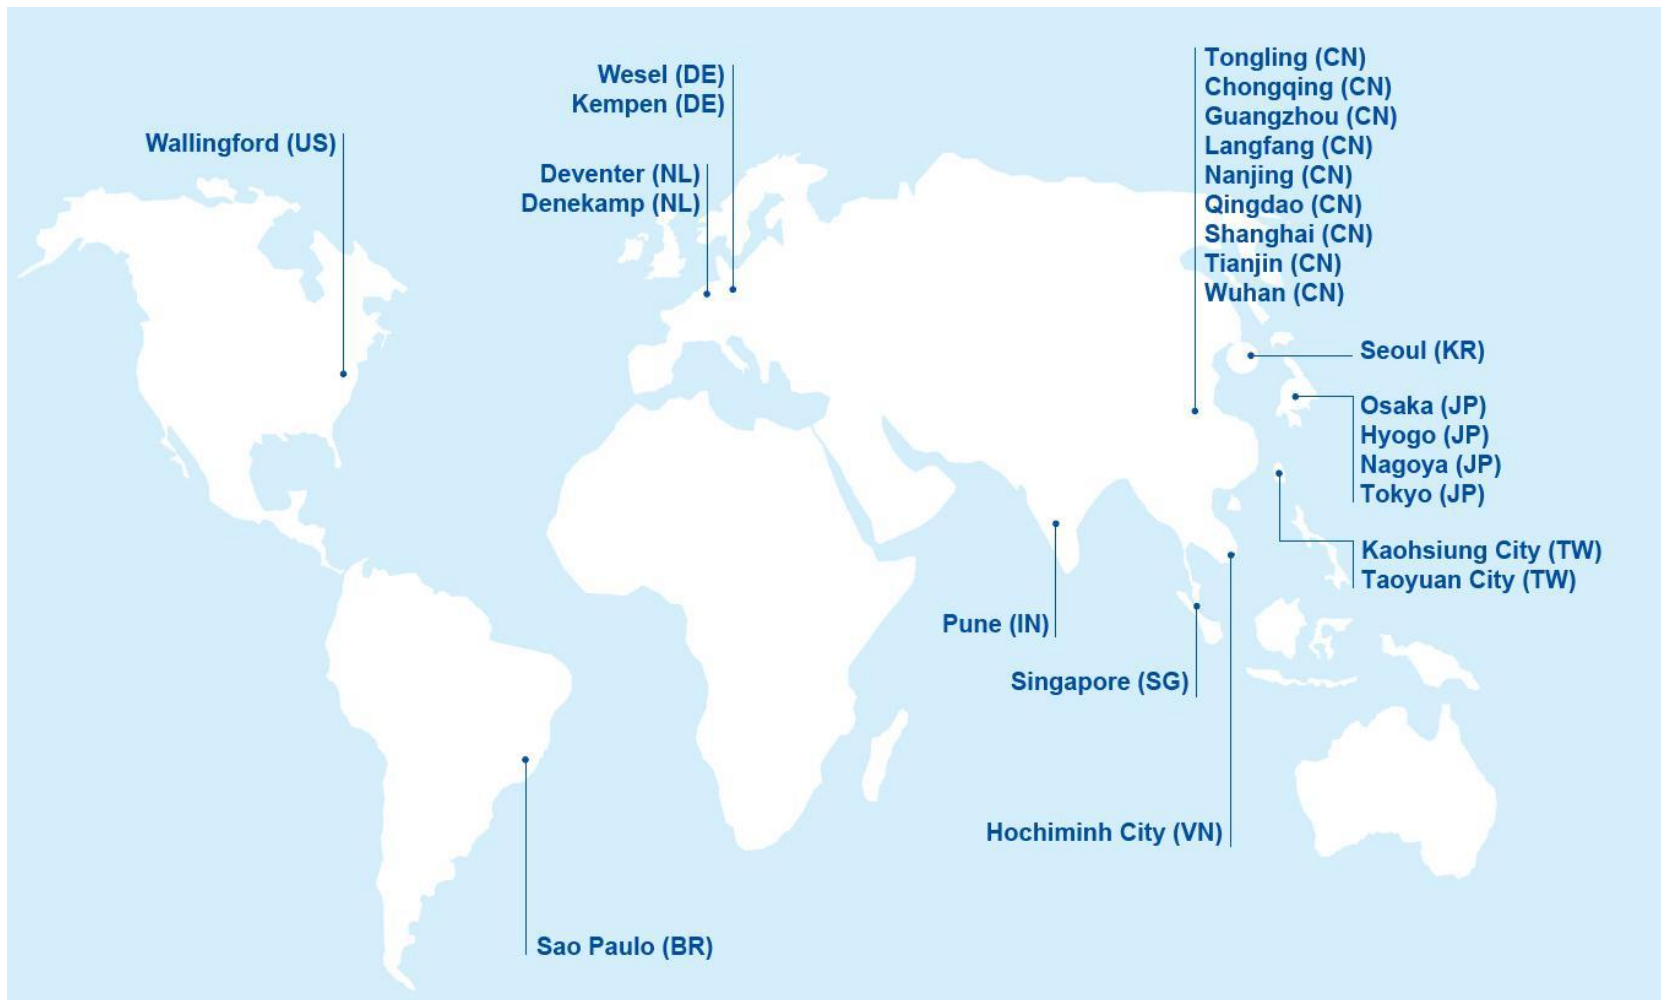 Wallingford (US)
Wesel (DE)
Kempen (DE)
Deventer (NL)
Denekamp (NL)
Tongling (CN)
Chongqing (CN)
Guangzhou (CN)
Langfang (CN)
Nanjing (CN)
Qingdao (CN)
Shanghai (CN)
Tianjin (CN)
Wuhan (CN)
Seoul (KR)
Osaka (JP)
Hyogo (JP)
Nagoya (JP)
Tokyo (JP)
Kaohsiung City (TW)
Taoyuan City (TW)
Pune (IN)
Singapore (SG)
Hochiminh City (VN)
Sao Paulo (BR)